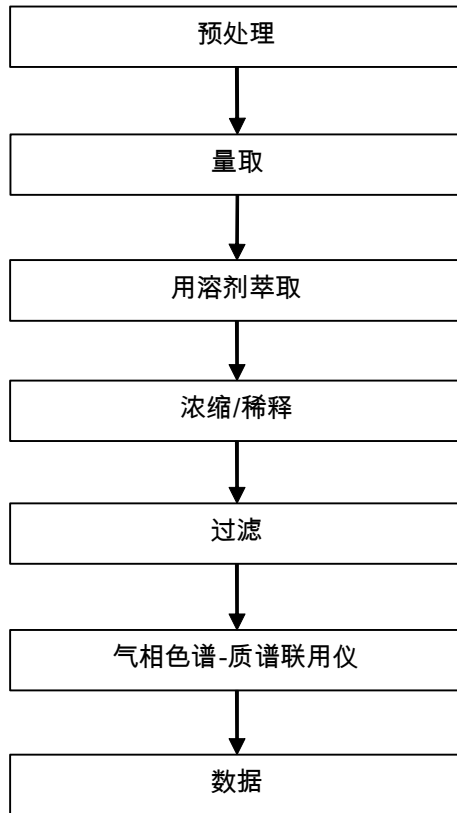 预处理
量取
用溶剂萃取
浓缩/稀释
过滤
气相色谱-质谱联用仪
数据